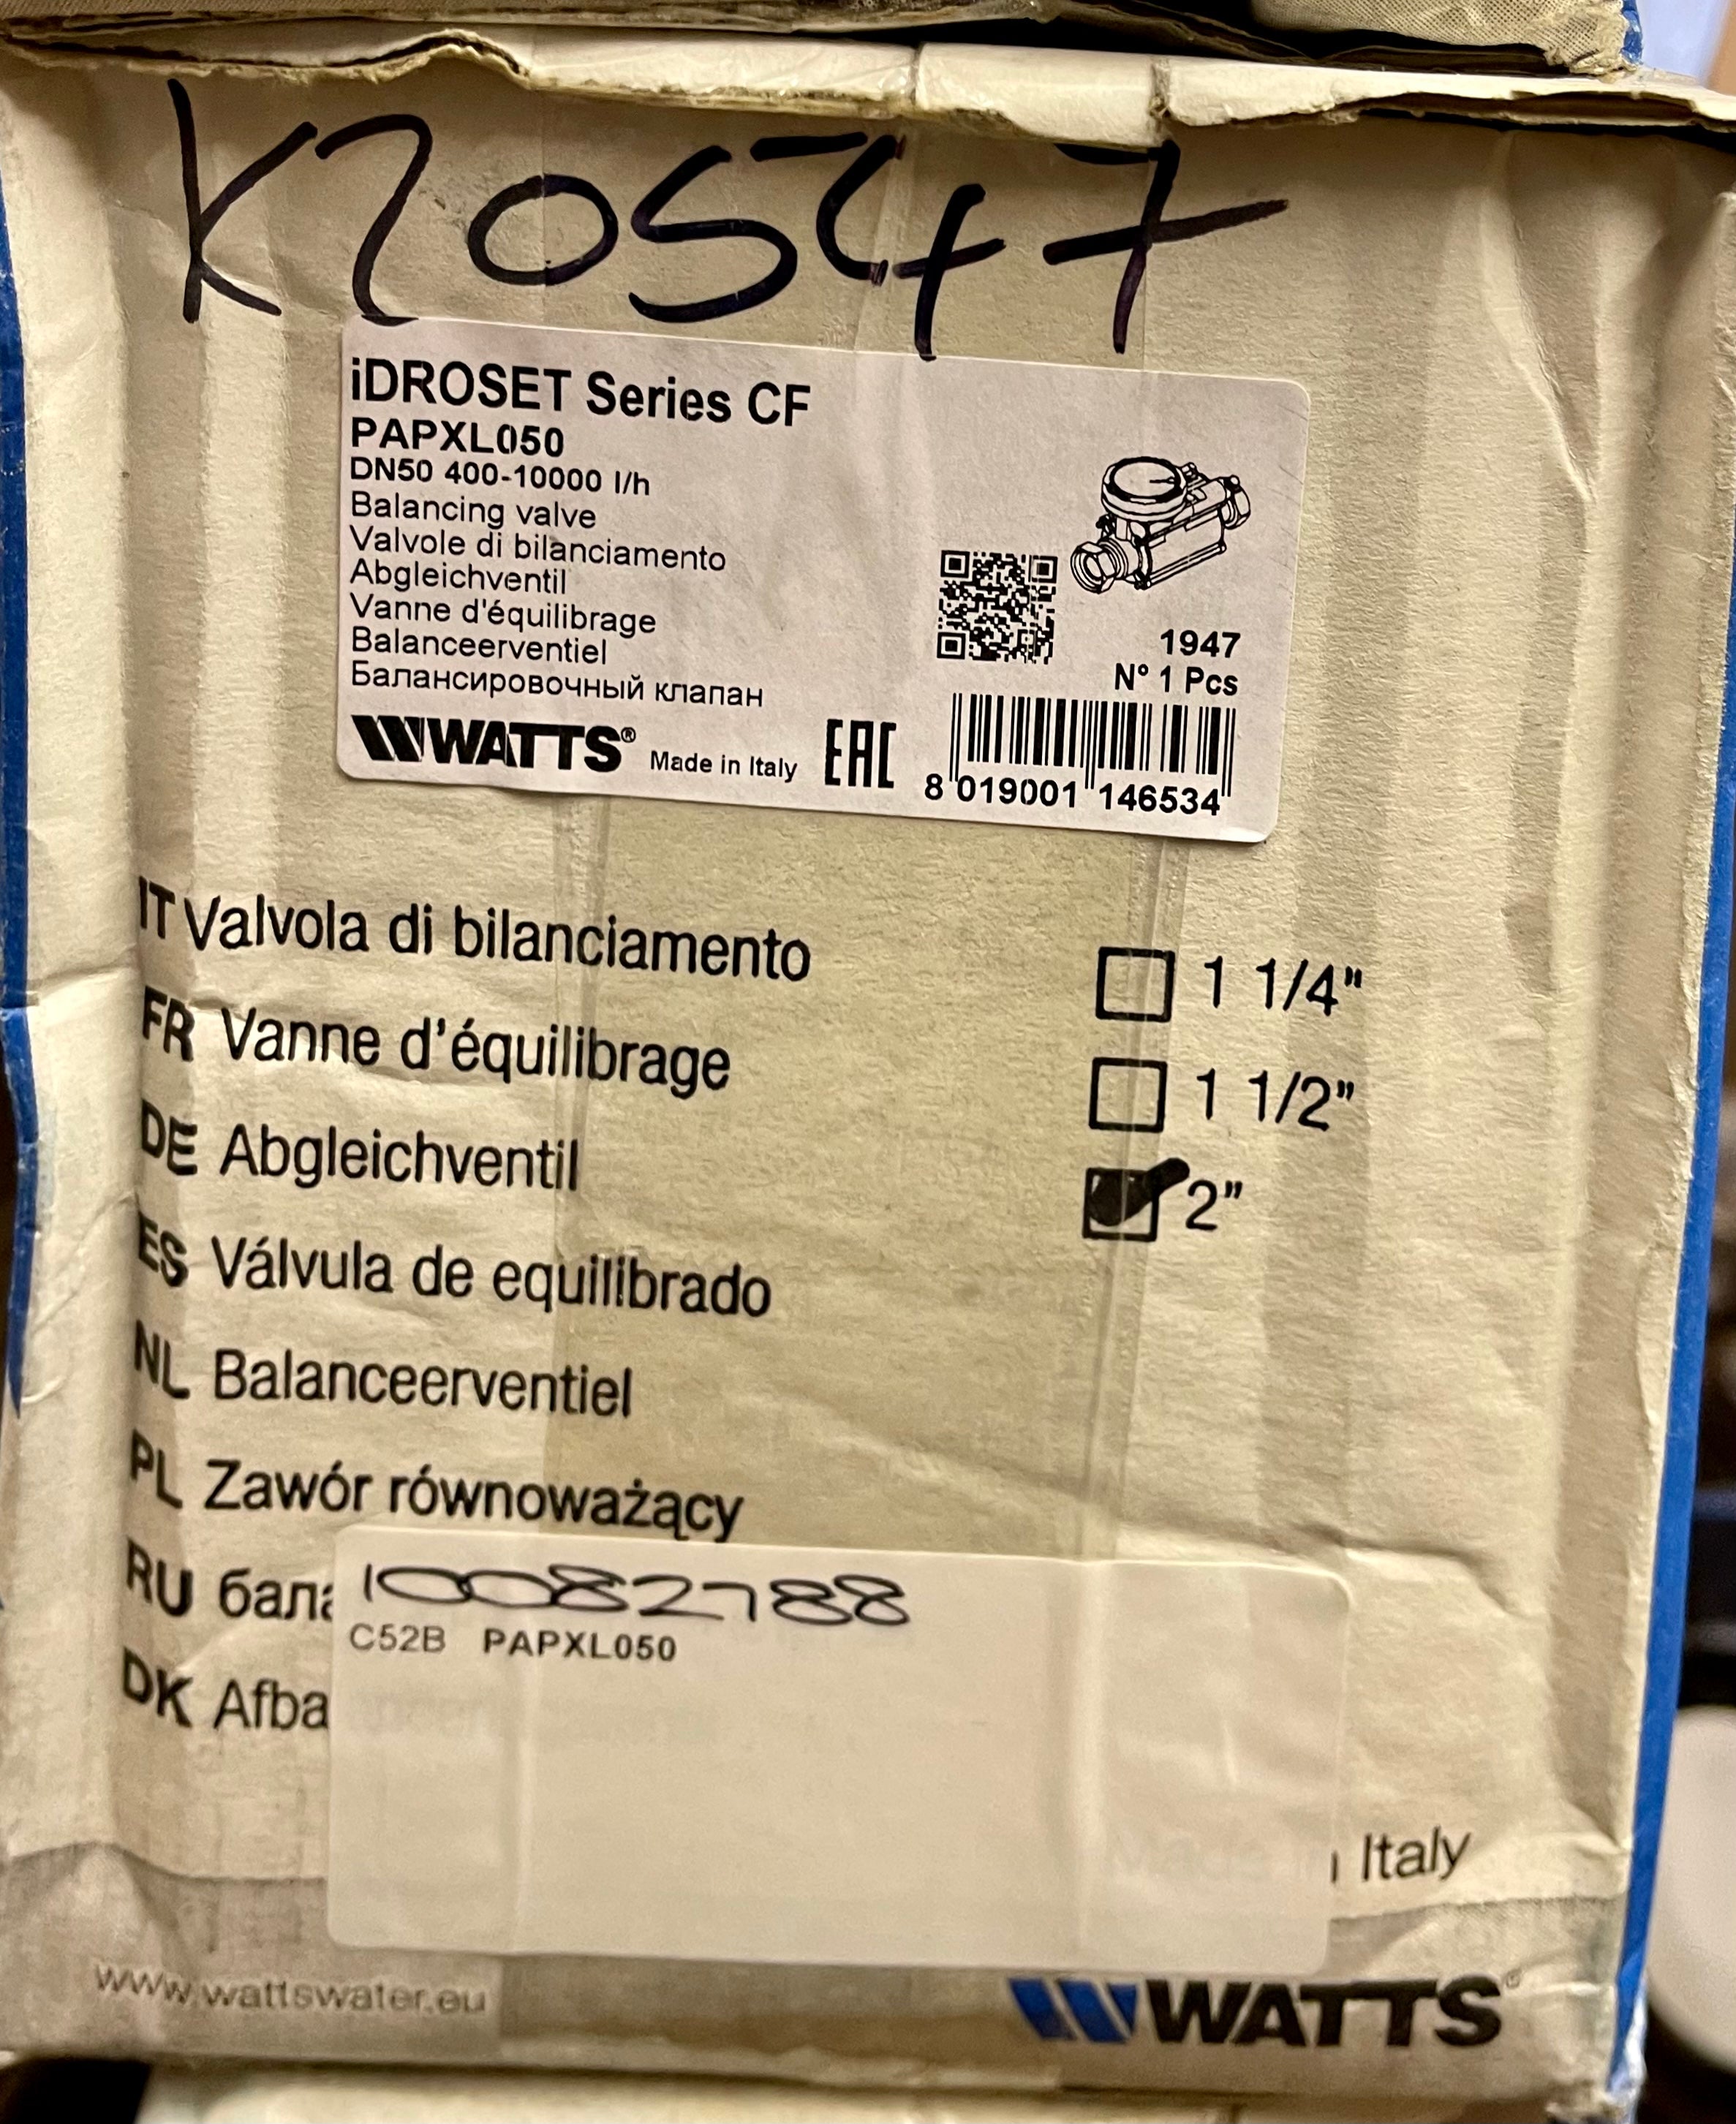 K20547
iDROSET Series CF
PAPXL050
DN50 400-10000 l/h
Balancing valve
Valvole di bilanciamento
Abgleichventil
Vanne d'équilibrage
Balanceerventiel
Балансировочный клапан
1947
N° 1 Pcs
WATTS® Made in Italy EAC
8 019001 146534
IT Valvola di bilanciamento
1 1/4"
FR Vanne d'équilibrage
1 1/2"
DE Abgleichventil
2"
ES Válvula de equilibrado
NL Balanceerventiel
PL Zawór równoważący
RU бала
DK Afba
10082788
C52B PAPXL050
Italy
www.wattswater.eu
WATTS®